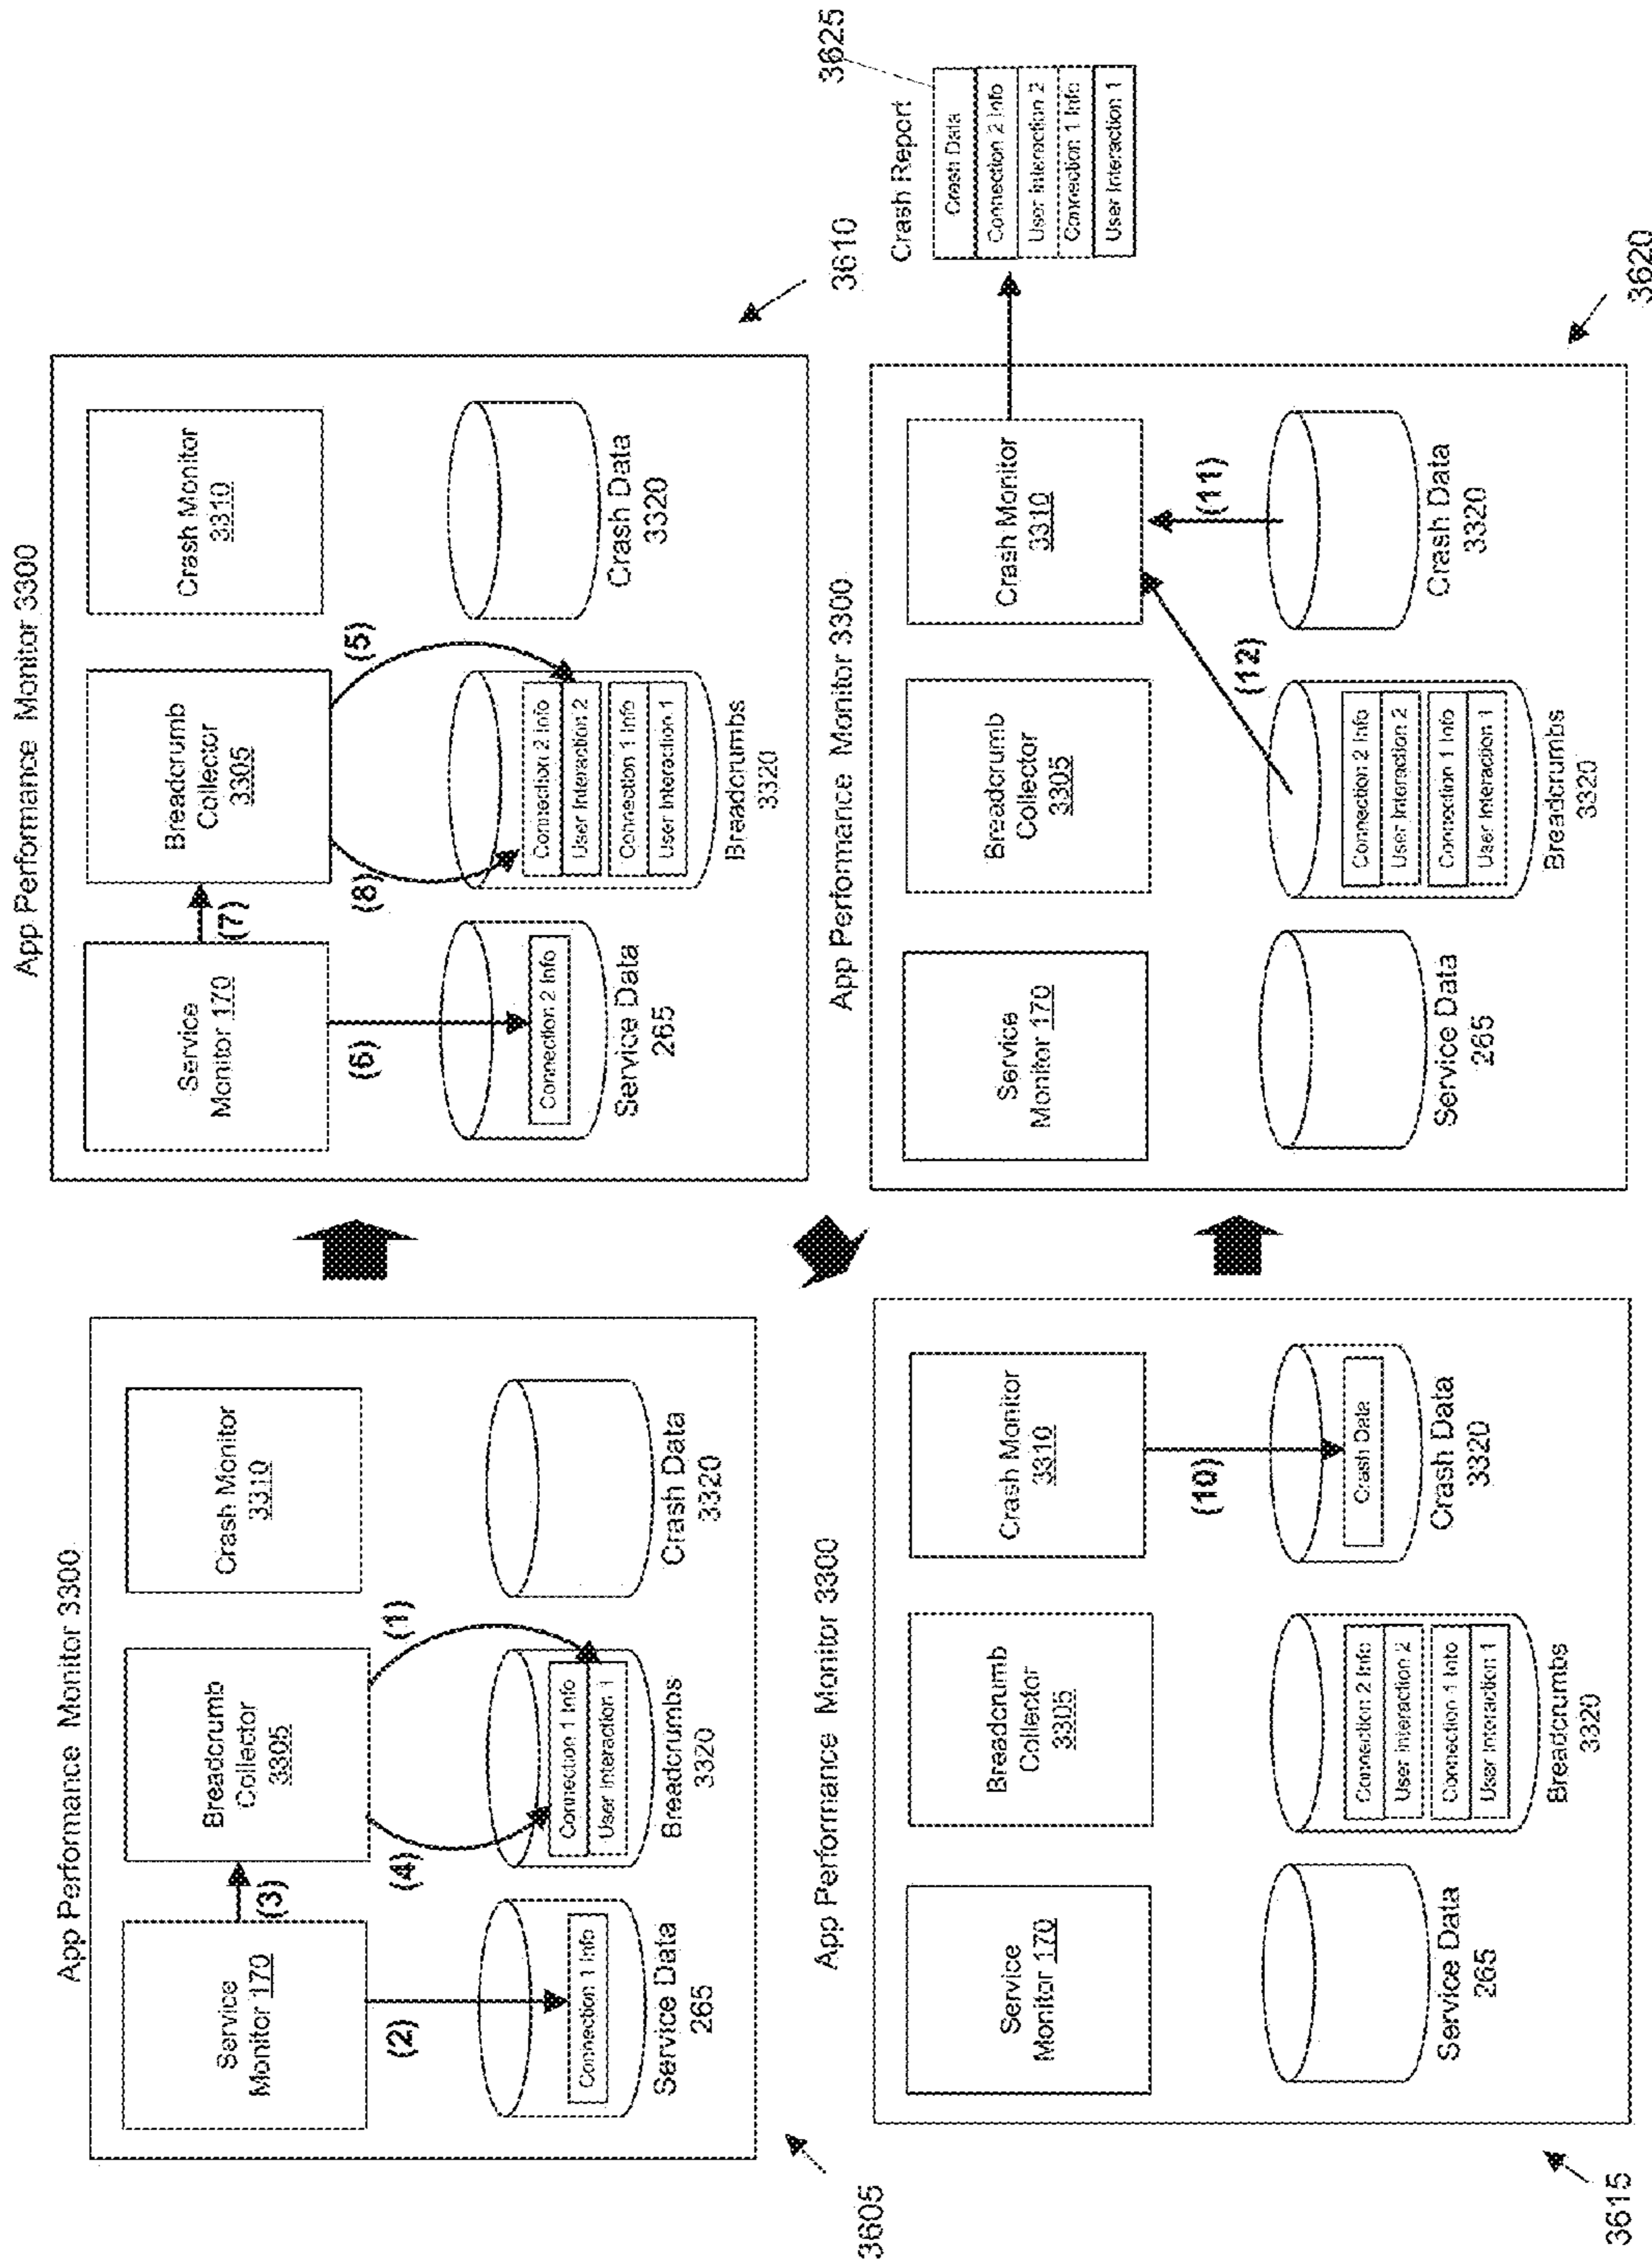 App Performance Monitor 3300
Service
Monitor 170
Breadcrumb
Collector
3305
Crash Monitor
3310
(3)
(2)
(4)
(1)
Connection 1 Info
Connection 1 Info
User Interaction 1
Service Data
265
Breadcrumbs
3320
Crash Data
3320
3605
App Performance Monitor 3300
Service
Monitor 170
Breadcrumb
Collector
3305
Crash Monitor
3310
(7)
(6)
(8)
(5)
Connection 2 Info
Connection 2 Info
User Interaction 2
Connection 1 Info
User Interaction 1
Service Data
265
Breadcrumbs
3320
Crash Data
3320
3610
App Performance Monitor 3300
Service
Monitor 170
Breadcrumb
Collector
3305
Crash Monitor
3310
(10)
Connection 2 Info
User Interaction 2
Connection 1 Info
User Interaction 1
Crash Data
Service Data
265
Breadcrumbs
3320
Crash Data
3320
3615
App Performance Monitor 3300
Service
Monitor 170
Breadcrumb
Collector
3305
Crash Monitor
3310
(12)
(11)
Connection 2 Info
User Interaction 2
Connection 1 Info
User Interaction 1
Service Data
265
Breadcrumbs
3320
Crash Data
3320
3620
Crash Report
3625
Crash Data
Connection 2 Info
User Interaction 2
Connection 1 Info
User Interaction 1